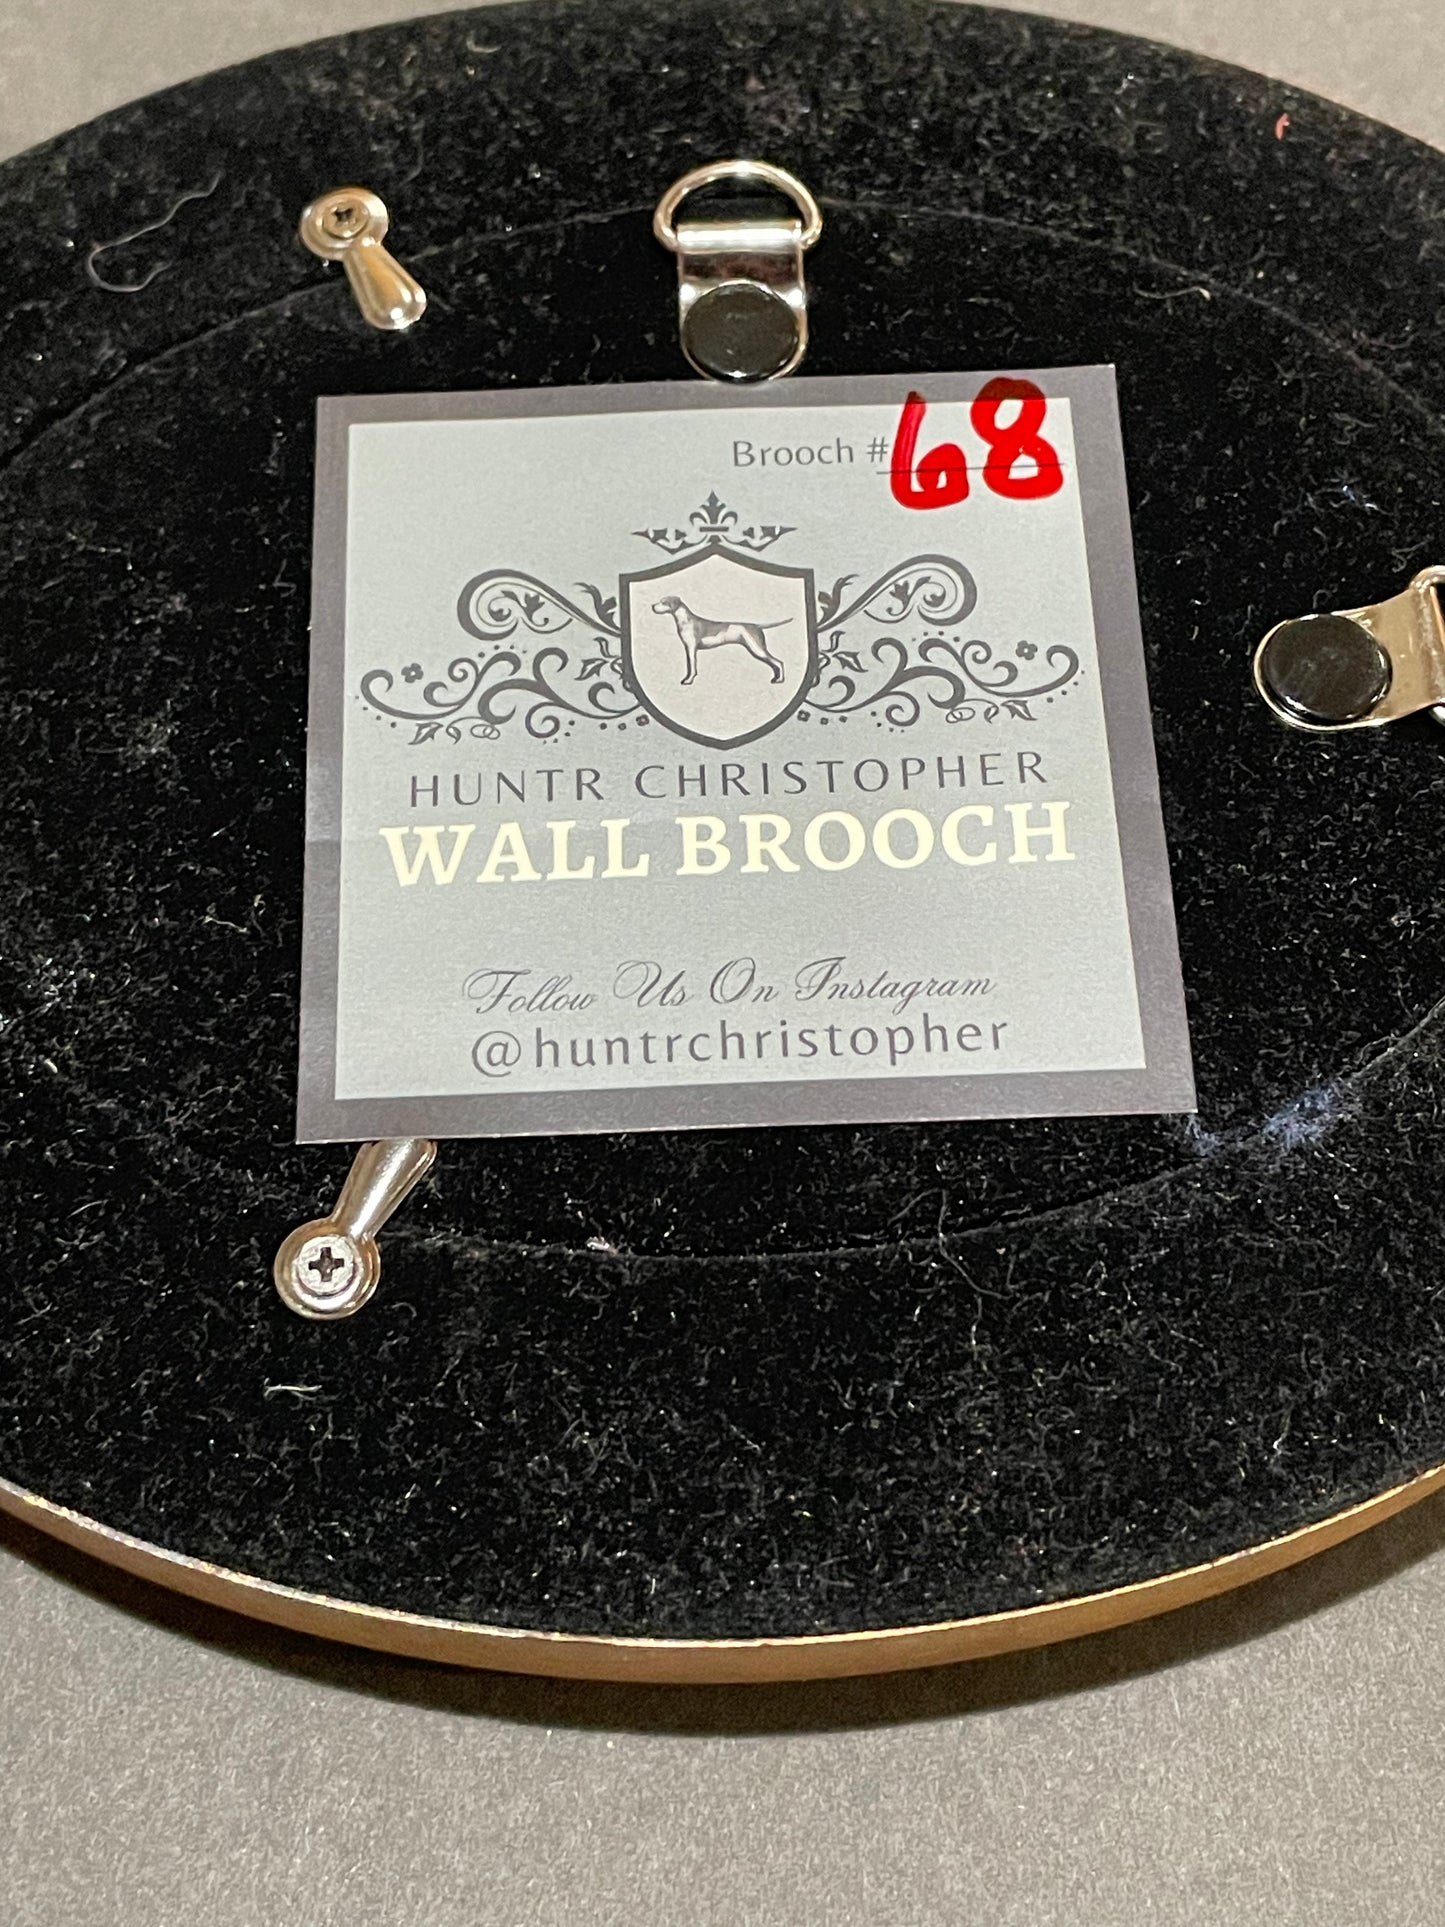 Brooch # 68
HUNTR CHRISTOPHER
WALL BROOCH
Follow Us On Instagram
@huntrchristopher